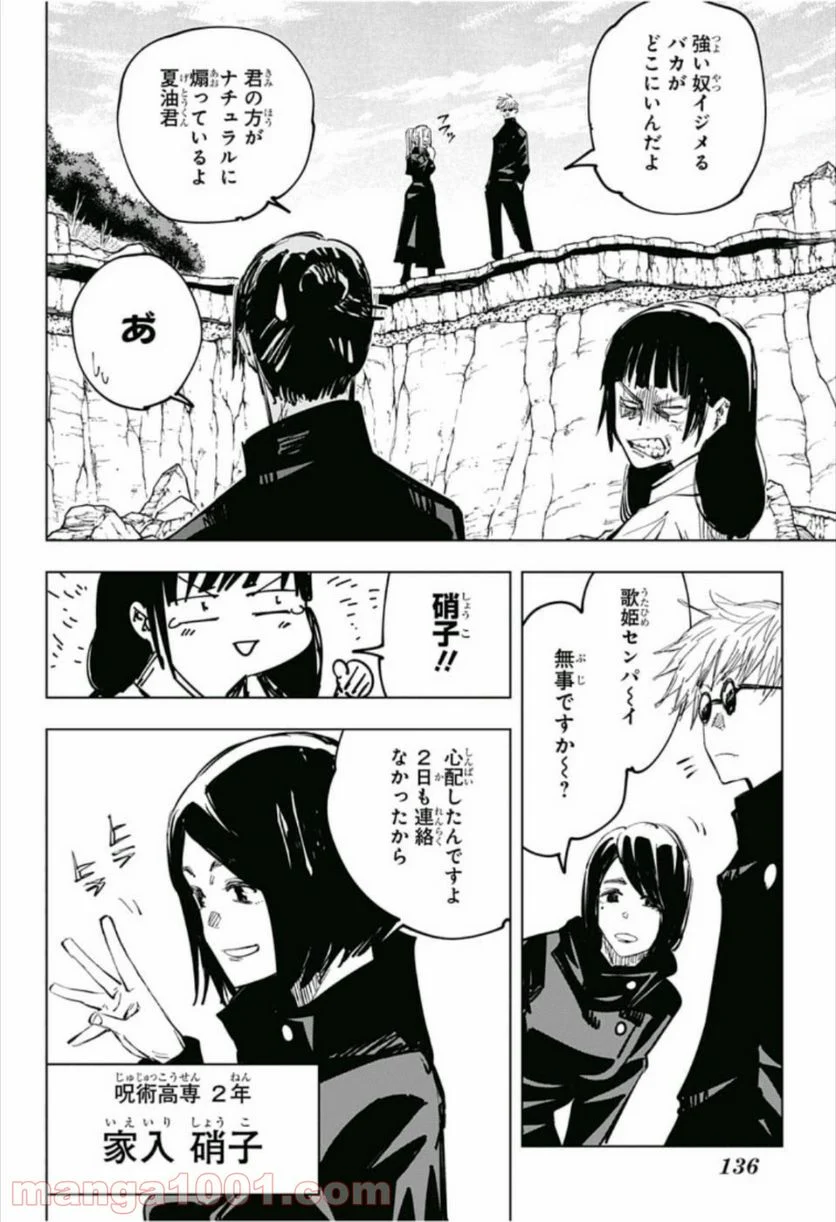 強い奴イジメる
バカが
どこにいんだよ
君の方が
ナチュラルに
煽っているよ
夏油君
クスクス
あ゛
歌姫センパ〜イ
無事ですか〜?
硝子!!
心配したんですよ
2日も連絡
なかったから
呪術高専 2年
家入 硝子
136
manga1001.com